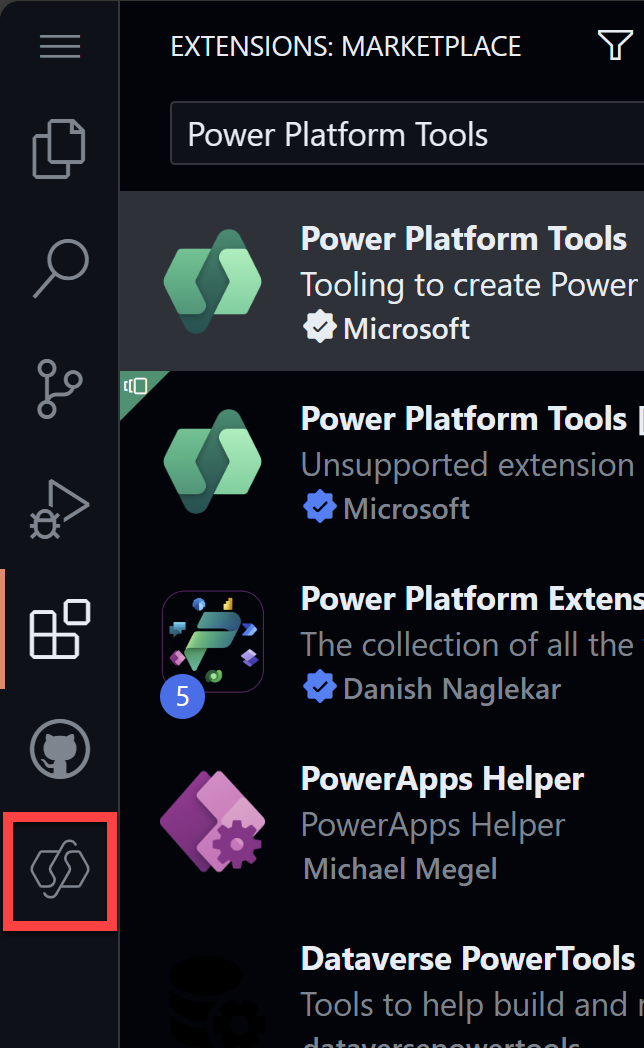 EXTENSIONS: MARKETPLACE
Power Platform Tools
Power Platform Tools
Tooling to create Power
Microsoft
Power Platform Tools [
Unsupported extension
Microsoft
Power Platform Extens
The collection of all the
5
Danish Naglekar
PowerApps Helper
PowerApps Helper
Michael Megel
Dataverse PowerTools
Tools to help build and r
dataversepowertools